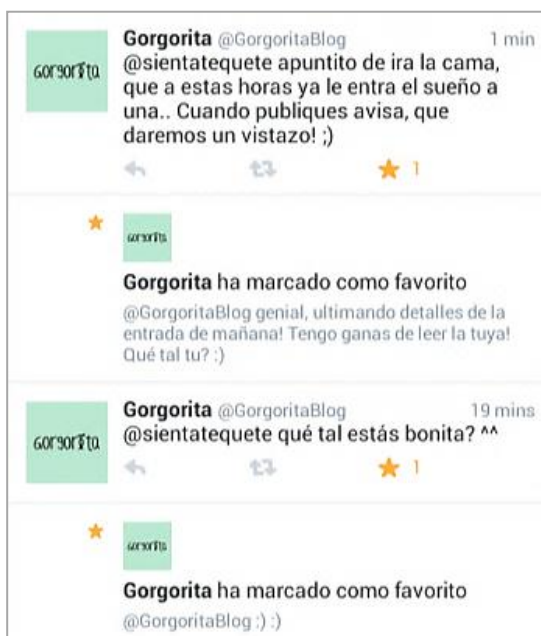 Gorgorita @GorgoritaBlog 1 min
@sientatequete apuntito de ira la cama,
que a estas horas ya le entra el sueño a
una.. Cuando publiques avisa, que
daremos un vistazo! ;)
GorgorIta
1
GorgorIta
Gorgorita ha marcado como favorito
@GorgoritaBlog genial, ultimando detalles de la
entrada de mañana! Tengo ganas de leer la tuya!
Qué tal tu? :)
Gorgorita @GorgoritaBlog 19 mins
@sientatequete qué tal estás bonita? ^^
GorgorIta
1
GorgorIta
Gorgorita ha marcado como favorito
@GorgoritaBlog :) :)